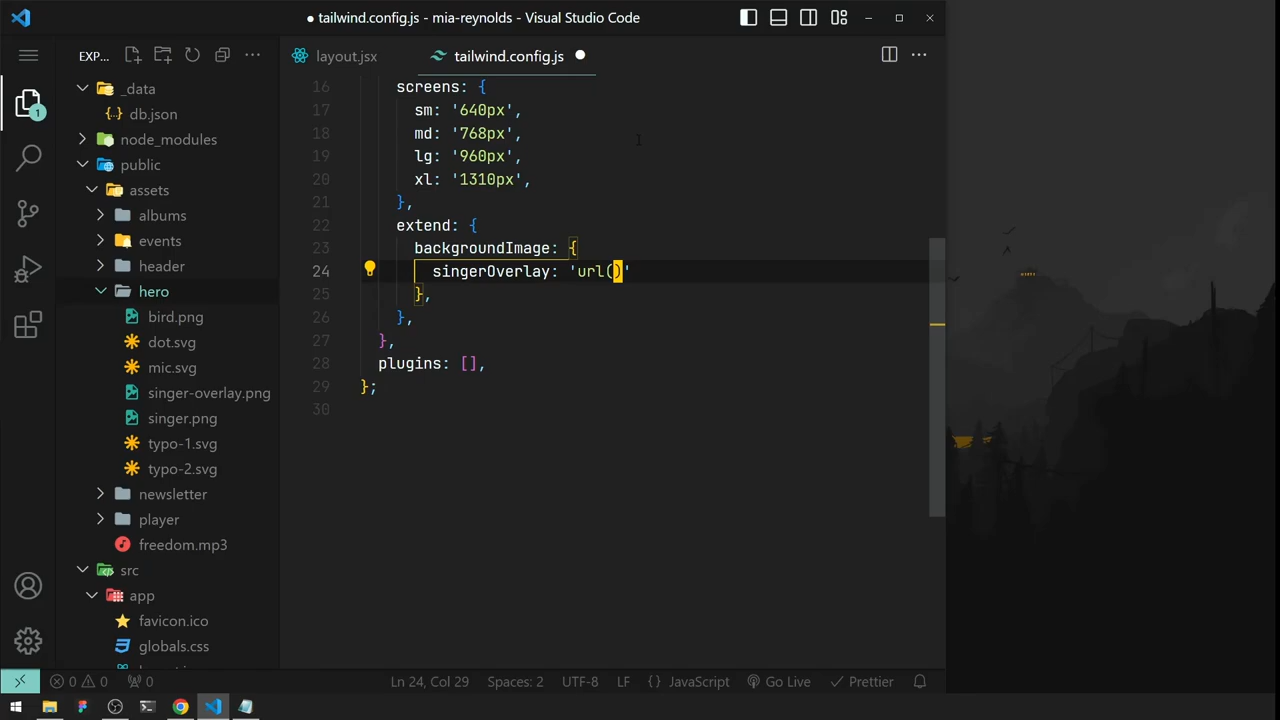 ● tailwind.config.js - mia-reynolds - Visual Studio Code
EXP...
layout.jsx
tailwind.config.js
_data
db.json
node_modules
public
assets
albums
events
header
hero
bird.png
dot.svg
mic.svg
singer-overlay.png
singer.png
typo-1.svg
typo-2.svg
newsletter
player
freedom.mp3
src
app
favicon.ico
globals.css
1
16 screens: {
17 sm: '640px',
18 md: '768px',
19 lg: '960px',
20 xl: '1310px',
21 },
22 extend: {
23 backgroundImage: {
24 singerOverlay: 'url()'
25 },
26 },
27 },
28 plugins: [],
29 };
30
0 0 0 Ln 24, Col 29 Spaces: 2 UTF-8 LF {} JavaScript Go Live Prettier